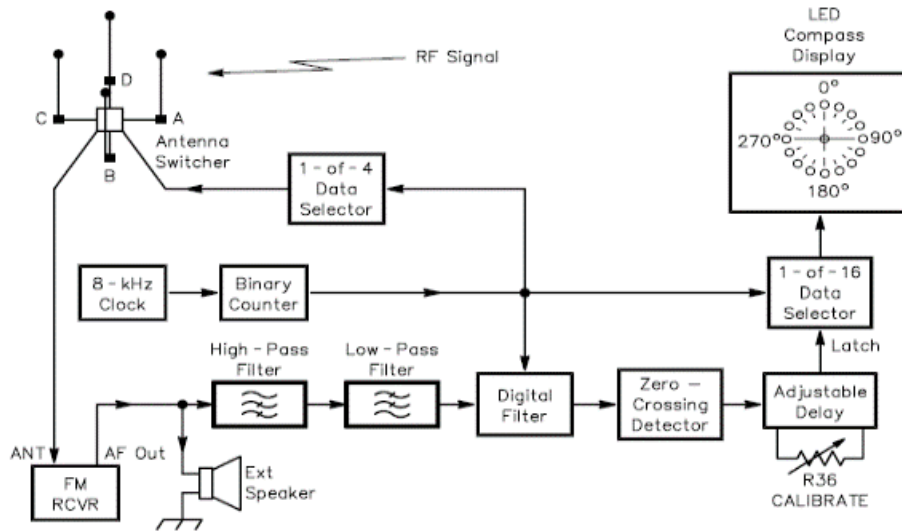 LED
Compass
Display
RF Signal
0°
270°
90°
180°
D
C
A
B
Antenna
Switcher
1 - of - 4
Data
Selector
8 - kHz
Clock
Binary
Counter
1 - of - 16
Data
Selector
Latch
High - Pass
Filter
Low - Pass
Filter
Digital
Filter
Zero —
Crossing
Detector
Adjustable
Delay
R36
CALIBRATE
ANT
AF Out
FM
RCVR
Ext
Speaker